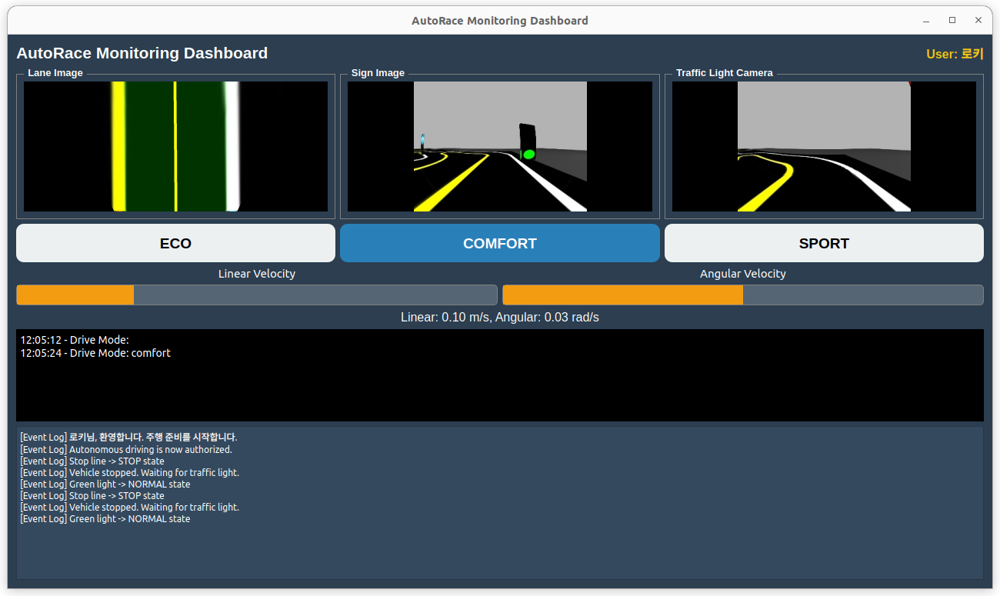 AutoRace Monitoring Dashboard
AutoRace Monitoring Dashboard
User: 로키
Lane Image
Sign Image
Traffic Light Camera
ECO
COMFORT
SPORT
Linear Velocity
Angular Velocity
Linear: 0.10 m/s, Angular: 0.03 rad/s
12:05:12 - Drive Mode:
12:05:24 - Drive Mode: comfort
[Event Log] 로키님, 환영합니다. 주행 준비를 시작합니다.
[Event Log] Autonomous driving is now authorized.
[Event Log] Stop line -> STOP state
[Event Log] Vehicle stopped. Waiting for traffic light.
[Event Log] Green light -> NORMAL state
[Event Log] Stop line -> STOP state
[Event Log] Vehicle stopped. Waiting for traffic light.
[Event Log] Green light -> NORMAL state